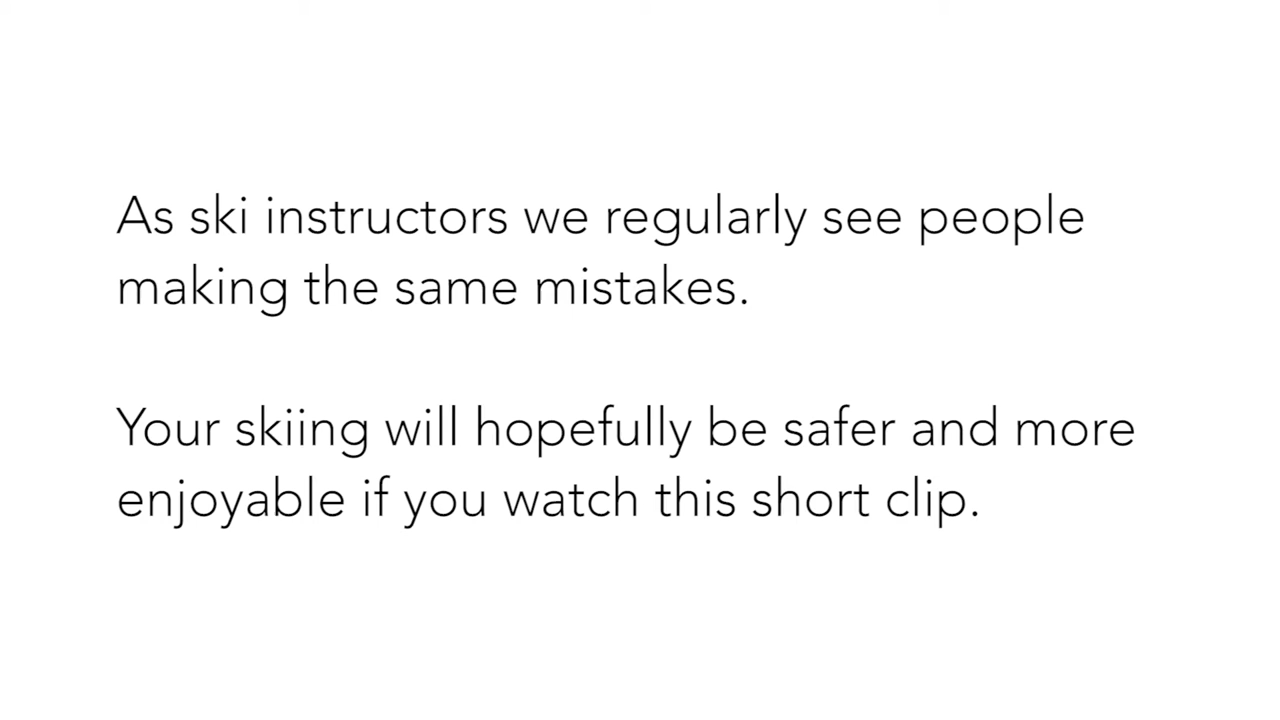 As ski instructors we regularly see people
making the same mistakes.
Your skiing will hopefully be safer and more
enjoyable if you watch this short clip.